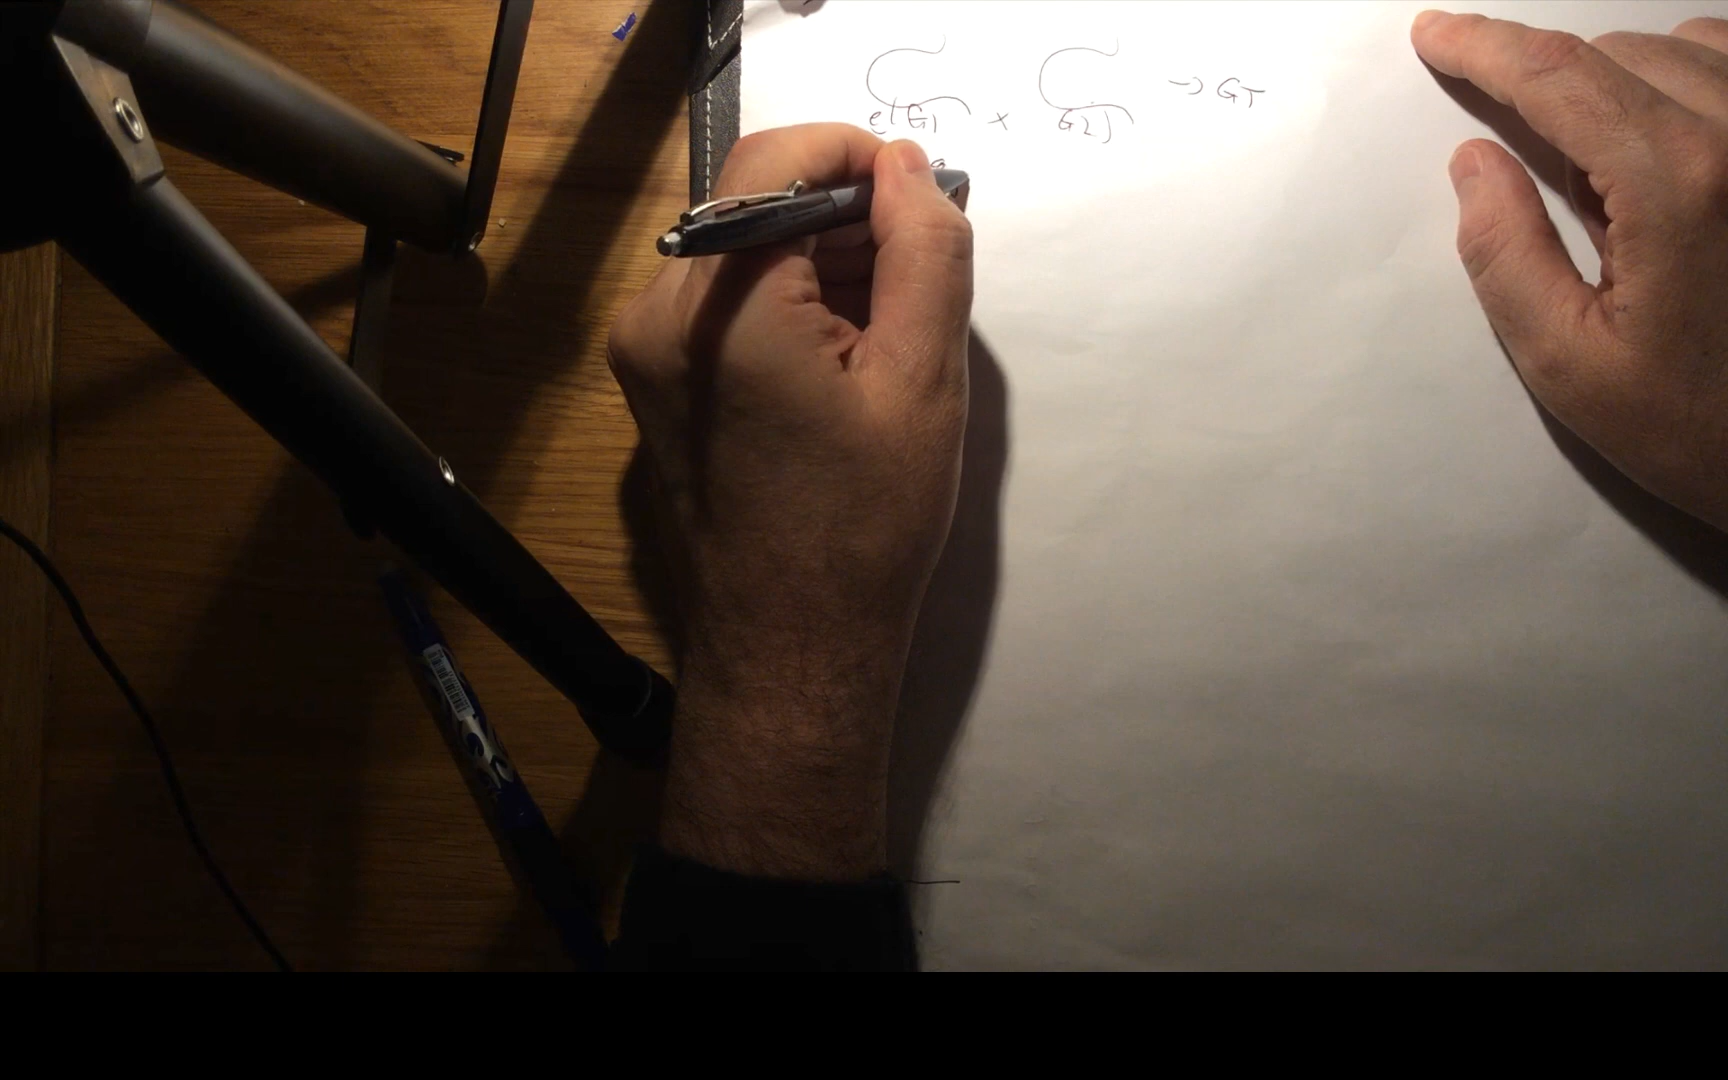 e(G1 × G2) → GT